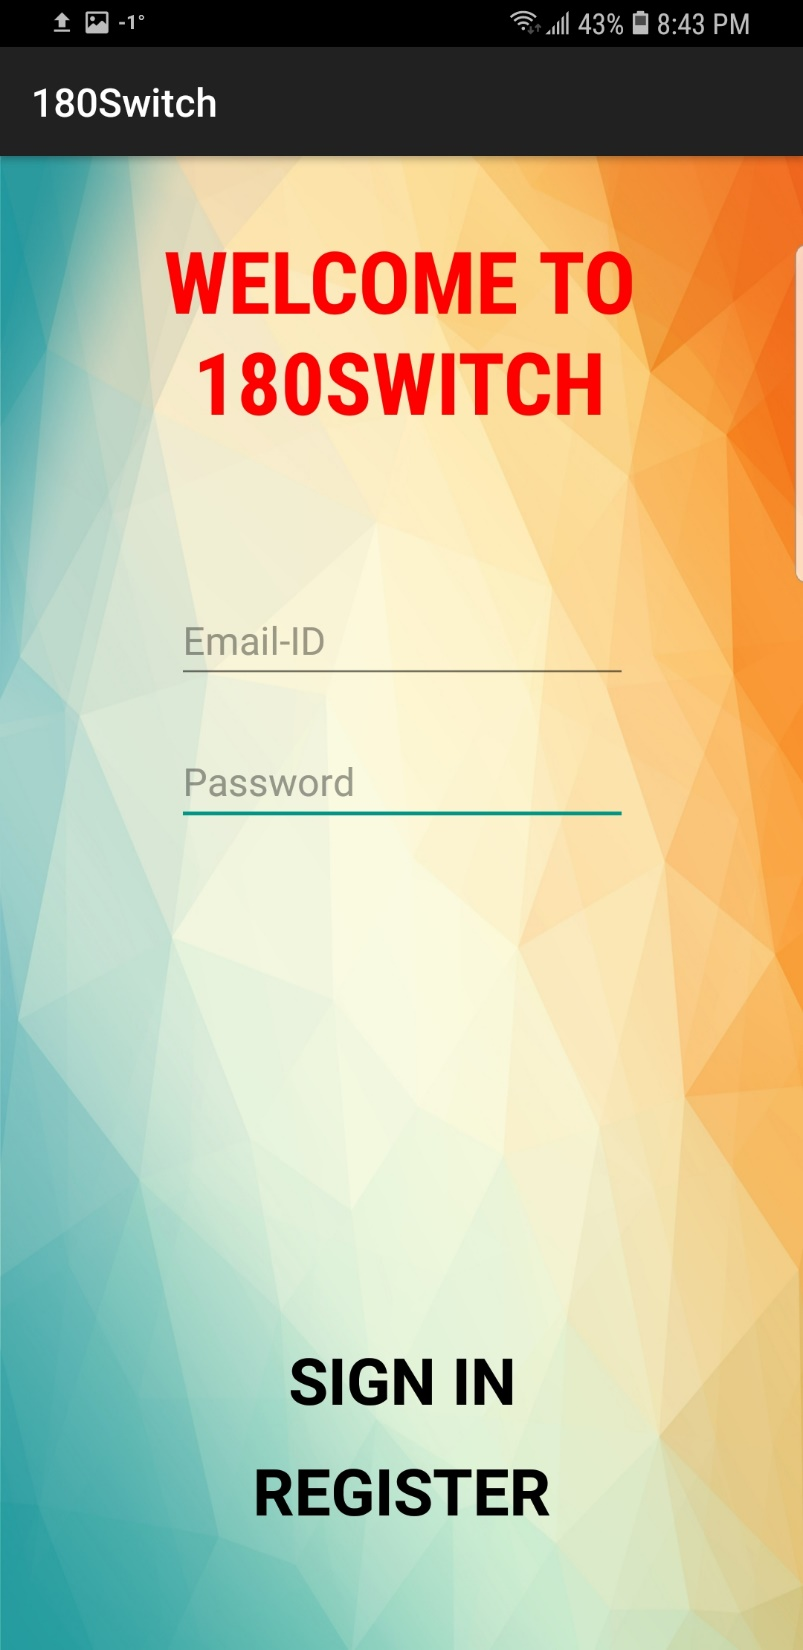 -1° 43% 8:43 PM
180Switch
WELCOME TO
180SWITCH
Email-ID
Password
SIGN IN
REGISTER